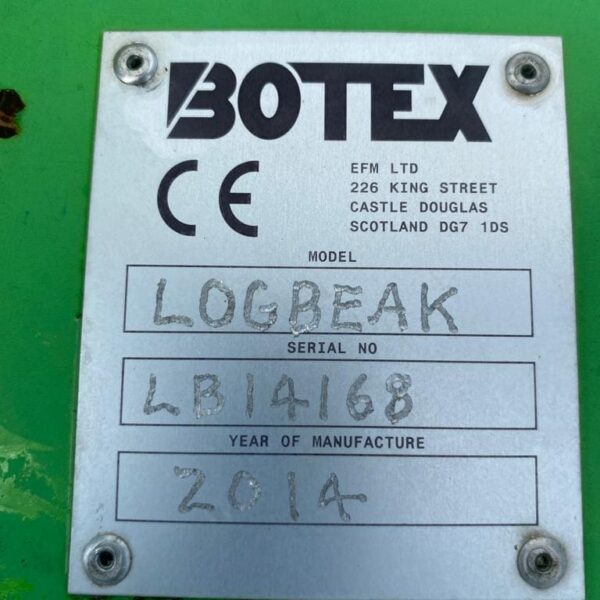 BOTEX
CE
EFM LTD
226 KING STREET
CASTLE DOUGLAS
SCOTLAND DG7 1DS
MODEL
LOGBEAK
SERIAL NO
LB14168
YEAR OF MANUFACTURE
2014